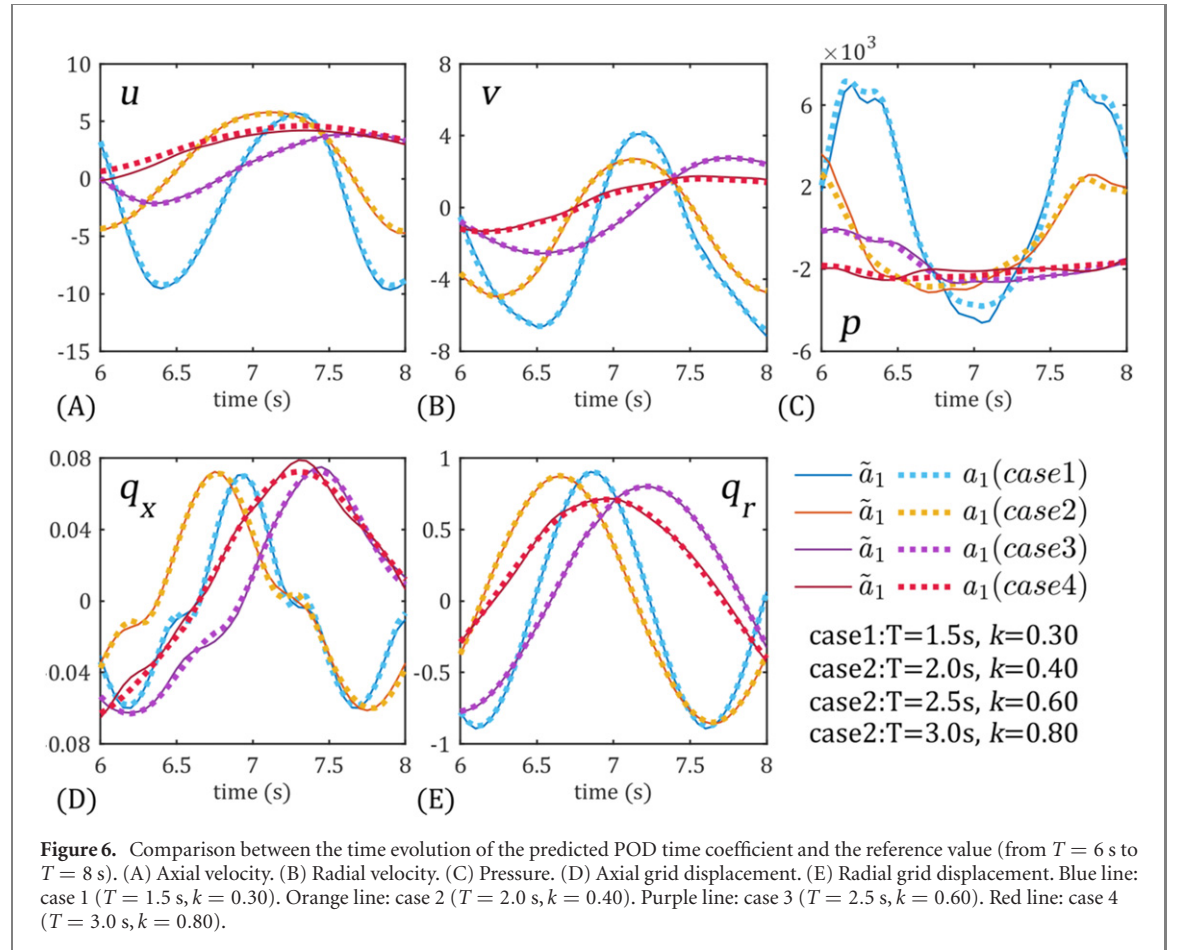 10
5
0
-5
-10
-15
u
6
6.5
7
7.5
8
time (s)
(A)
8
4
0
-4
-8
v
6
6.5
7
7.5
8
time (s)
(B)
×10³
6
2
-2
-6
p
6
6.5
7
7.5
8
time (s)
(C)
0.08
0.04
0
-0.04
0.08
qₓ
6
6.5
7
7.5
8
time (s)
(D)
1
0.5
0
-0.5
-1
qᵣ
6
6.5
7
7.5
8
time (s)
(E)
ã₁ a₁(case1)
ã₁ a₁(case2)
ã₁ a₁(case3)
ã₁ a₁(case4)
case1:T=1.5s, k=0.30
case2:T=2.0s, k=0.40
case2:T=2.5s, k=0.60
case2:T=3.0s, k=0.80
Figure 6. Comparison between the time evolution of the predicted POD time coefficient and the reference value (from T = 6 s to
T = 8 s). (A) Axial velocity. (B) Radial velocity. (C) Pressure. (D) Axial grid displacement. (E) Radial grid displacement. Blue line:
case 1 (T = 1.5 s, k = 0.30). Orange line: case 2 (T = 2.0 s, k = 0.40). Purple line: case 3 (T = 2.5 s, k = 0.60). Red line: case 4
(T = 3.0 s, k = 0.80).